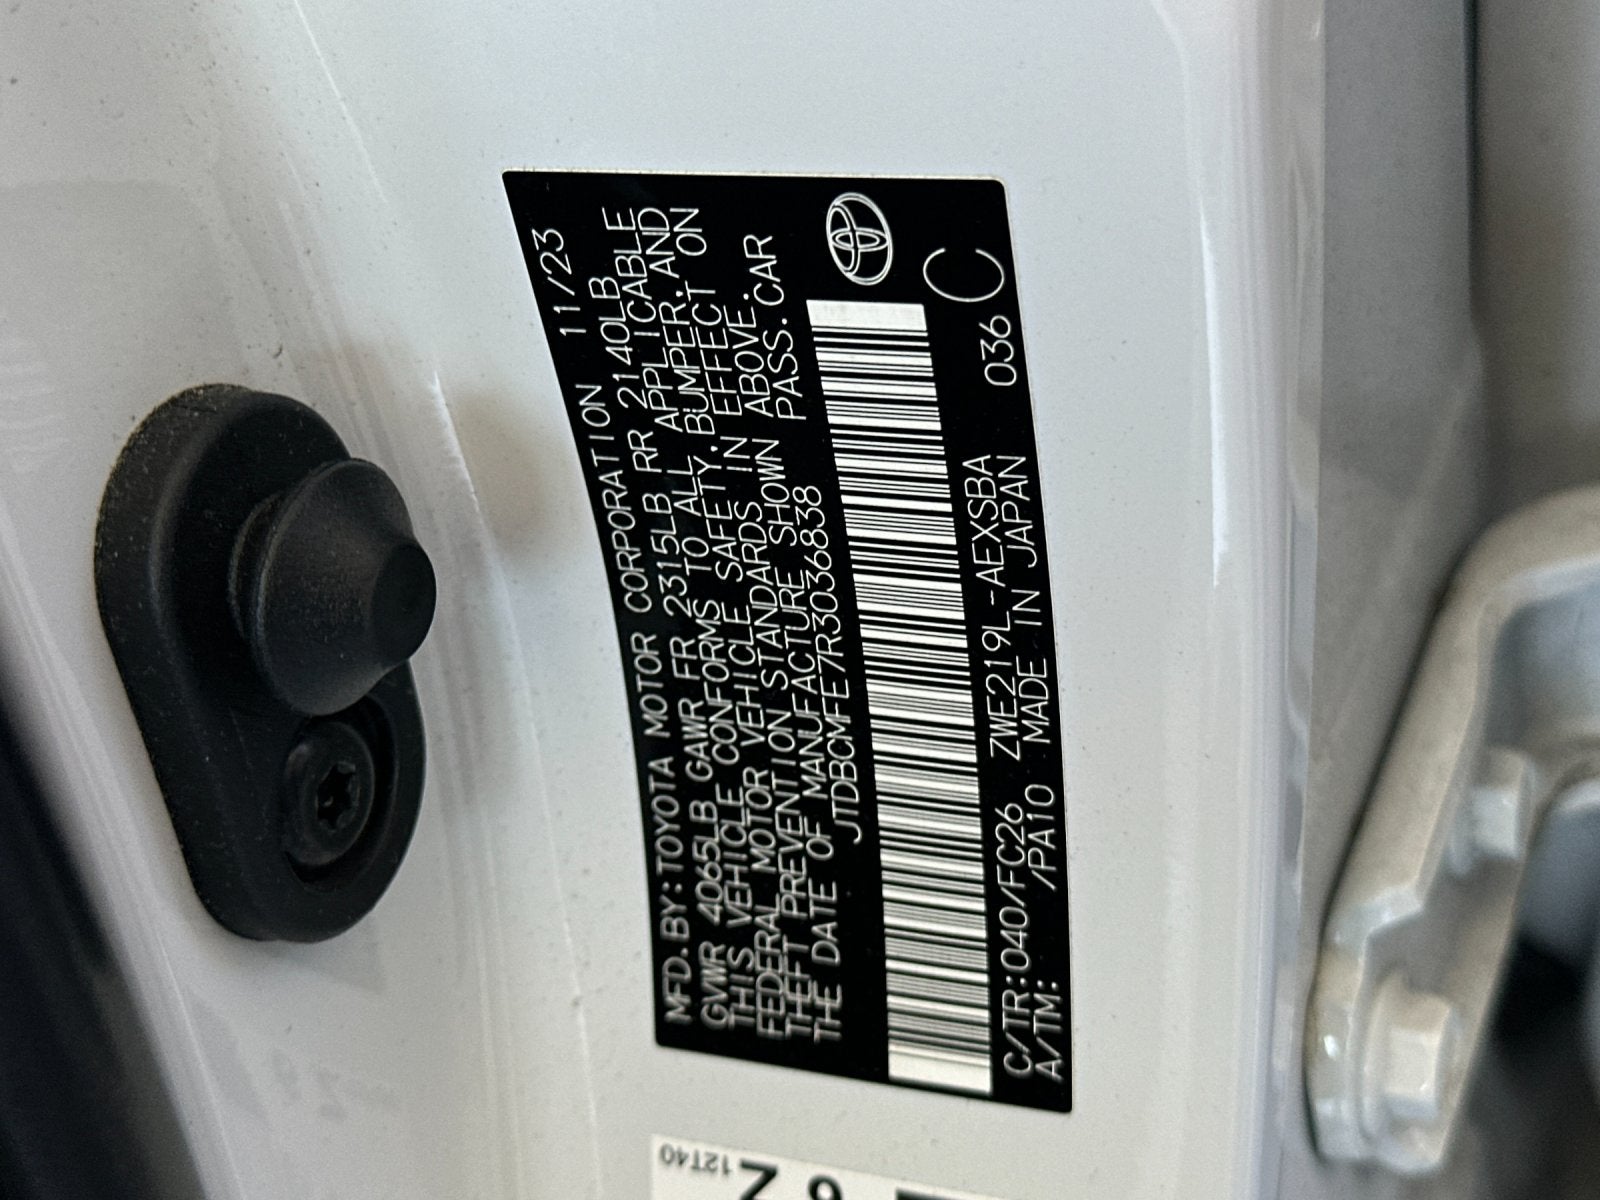 MFD.BY:TOYOTA MOTOR CORPORATION 11/23
GVWR 4065LB GAWR FR 2315LB RR 2140LB
THIS VEHICLE CONFORMS TO ALL APPLICABLE
FEDERAL MOTOR VEHICLE SAFETY, BUMPER, AND
THEFT PREVENTION STANDARDS IN EFFECT ON
THE DATE OF MANUFACTURE SHOWN ABOVE.
JTDBCMFE7R3036838 PASS.CAR
C/TR:040/FC26 ZWE219L-AEXSBA
A/TM: /PA10 MADE IN JAPAN 036 C
12T40